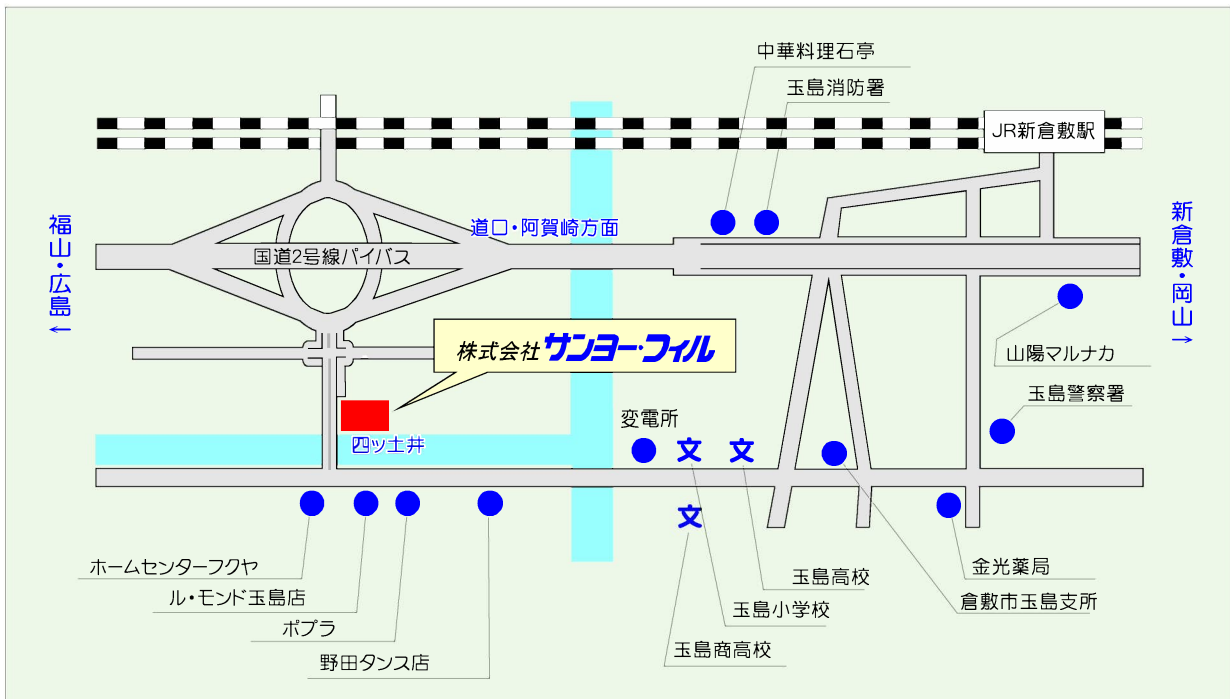 中華料理石亭
玉島消防署
JR新倉敷駅
福山・広島←
道口・阿賀崎方面
新倉敷・岡山→
国道2号線バイパス
株式会社サンヨー・フィル
山陽マルナカ
玉島警察署
変電所
四ッ土井
文
文
文
ホームセンターフクヤ
ル・モンド玉島店
ポプラ
野田タンス店
玉島高校
玉島小学校
玉島商高校
金光薬局
倉敷市玉島支所